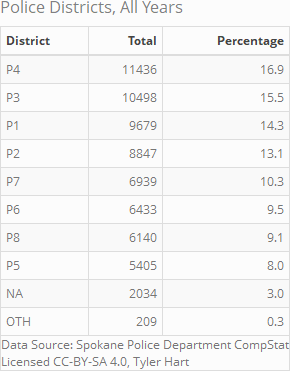 Police Districts, All Years
District Total Percentage
P4 11436 16.9
P3 10498 15.5
P1 9679 14.3
P2 8847 13.1
P7 6939 10.3
P6 6433 9.5
P8 6140 9.1
P5 5405 8.0
NA 2034 3.0
OTH 209 0.3
Data Source: Spokane Police Department CompStat
Licensed CC-BY-SA 4.0, Tyler Hart